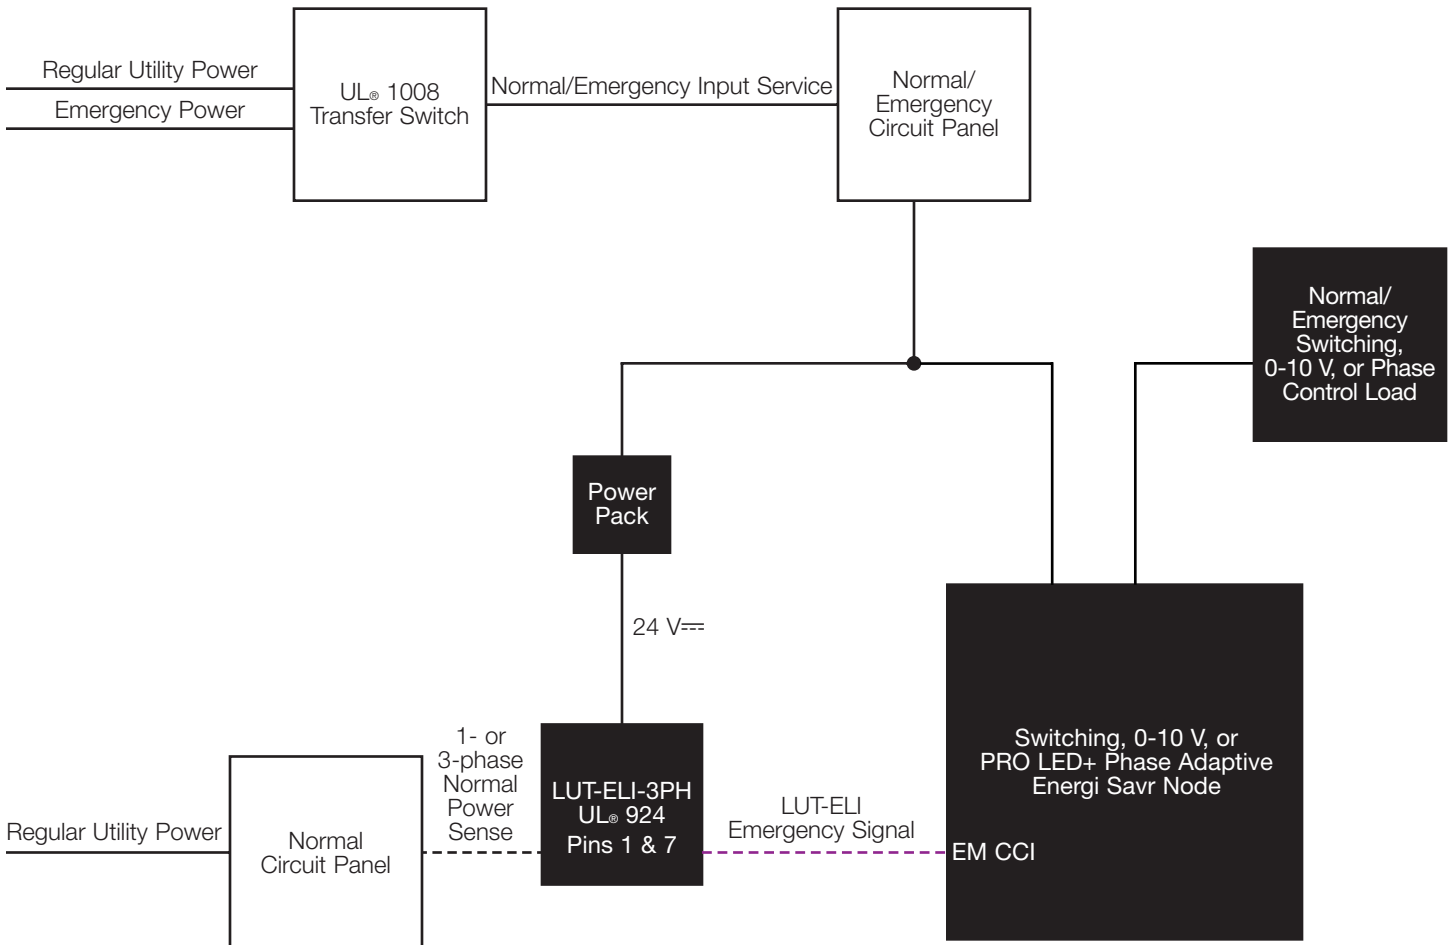 Regular Utility Power
Emergency Power
UL® 1008
Transfer Switch
Normal/Emergency Input Service
Normal/
Emergency
Circuit Panel
Normal/
Emergency
Switching,
0-10 V, or Phase
Control Load
Power
Pack
24 V⎓
1- or
3-phase
Normal
Power
Sense
Regular Utility Power
Normal
Circuit Panel
LUT-ELI-3PH
UL® 924
Pins 1 & 7
LUT-ELI
Emergency Signal
Switching, 0-10 V, or
PRO LED+ Phase Adaptive
Energi Savr Node
EM CCI